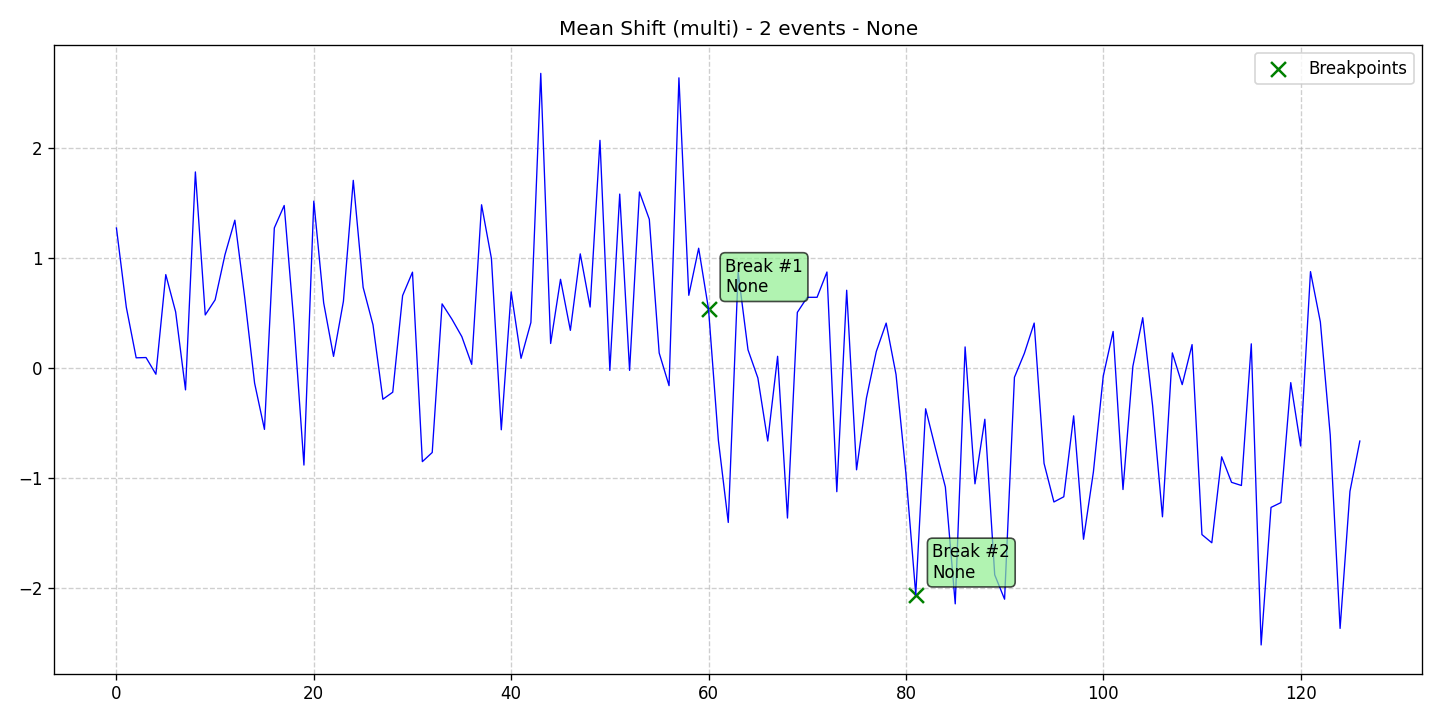 Mean Shift (multi) - 2 events - None
Breakpoints
Break #1
None
Break #2
None
2
1
0
−1
−2
0
20
40
60
80
100
120